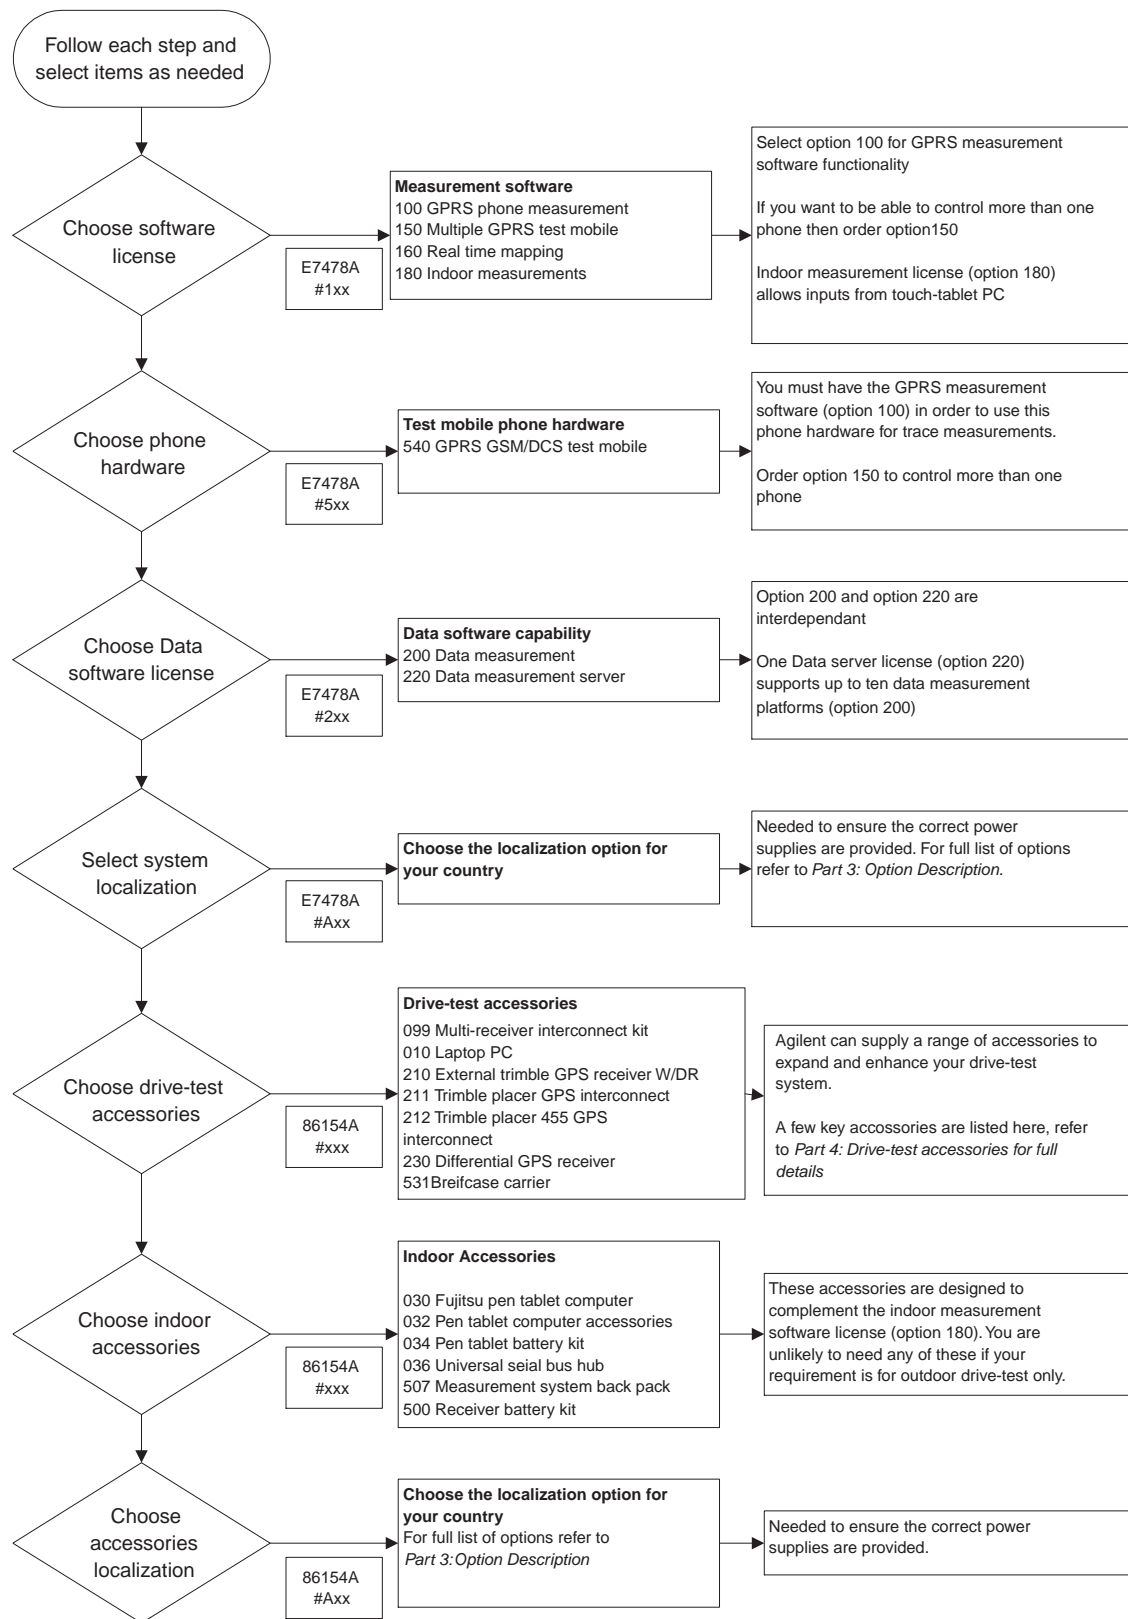 Follow each step and
select items as needed
Choose software
license
E7478A
#1xx
Measurement software
100 GPRS phone measurement
150 Multiple GPRS test mobile
160 Real time mapping
180 Indoor measurements
Select option 100 for GPRS measurement
software functionality
If you want to be able to control more than one
phone then order option150
Indoor measurement license (option 180)
allows inputs from touch-tablet PC
Choose phone
hardware
E7478A
#5xx
Test mobile phone hardware
540 GPRS GSM/DCS test mobile
You must have the GPRS measurement
software (option 100) in order to use this
phone hardware for trace measurements.
Order option 150 to control more than one
phone
Choose Data
software license
E7478A
#2xx
Data software capability
200 Data measurement
220 Data measurement server
Option 200 and option 220 are
interdependant
One Data server license (option 220)
supports up to ten data measurement
platforms (option 200)
Select system
localization
E7478A
#Axx
Choose the localization option for
your country
Needed to ensure the correct power
supplies are provided. For full list of options
refer to Part 3: Option Description.
Choose drive-test
accessories
86154A
#xxx
Drive-test accessories
099 Multi-receiver interconnect kit
010 Laptop PC
210 External trimble GPS receiver W/DR
211 Trimble placer GPS interconnect
212 Trimble placer 455 GPS
interconnect
230 Differential GPS receiver
531Breifcase carrier
Agilent can supply a range of accessories to
expand and enhance your drive-test
system.
A few key accossories are listed here, refer
to Part 4: Drive-test accessories for full
details
Choose indoor
accessories
86154A
#xxx
Indoor Accessories
030 Fujitsu pen tablet computer
032 Pen tablet computer accessories
034 Pen tablet battery kit
036 Universal seial bus hub
507 Measurement system back pack
500 Receiver battery kit
These accessories are designed to
complement the indoor measurement
software license (option 180). You are
unlikely to need any of these if your
requirement is for outdoor drive-test only.
Choose
accessories
localization
86154A
#Axx
Choose the localization option for
your country
For full list of options refer to
Part 3:Option Description
Needed to ensure the correct power
supplies are provided.